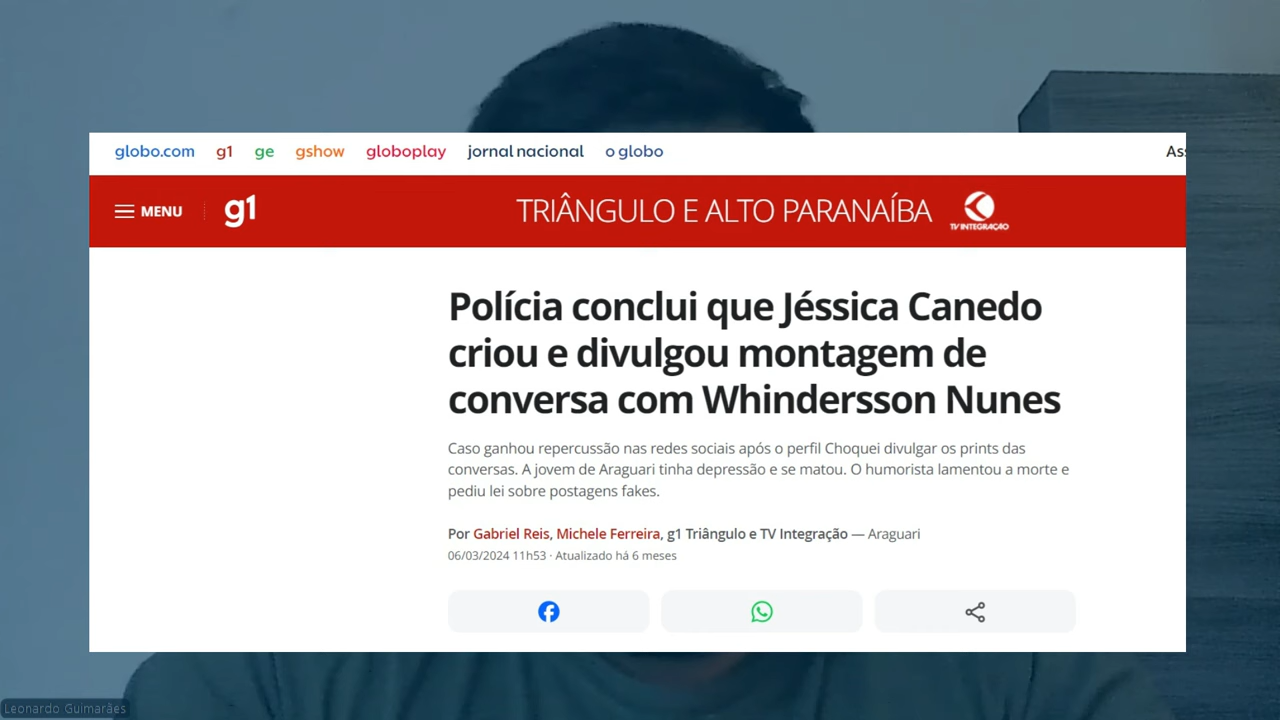 globo.com g1 ge gshow globoplay jornal nacional o globo Ass
MENU g1 TRIÂNGULO E ALTO PARANAÍBA TV INTEGRAÇÃO
Polícia conclui que Jéssica Canedo
criou e divulgou montagem de
conversa com Whindersson Nunes
Caso ganhou repercussão nas redes sociais após o perfil Choquei divulgar os prints das
conversas. A jovem de Araguari tinha depressão e se matou. O humorista lamentou a morte e
pediu lei sobre postagens fakes.
Por Gabriel Reis, Michele Ferreira, g1 Triângulo e TV Integração — Araguari
06/03/2024 11h53 · Atualizado há 6 meses
Leonardo Guimarães